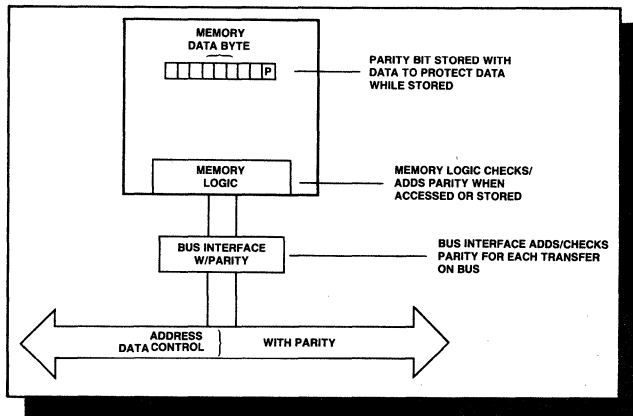 MEMORY
DATA BYTE
P
PARITY BIT STORED WITH
DATA TO PROTECT DATA
WHILE STORED
MEMORY
LOGIC
MEMORY LOGIC CHECKS/
ADDS PARITY WHEN
ACCESSED OR STORED
BUS INTERFACE
W/PARITY
BUS INTERFACE ADDS/CHECKS
PARITY FOR EACH TRANSFER
ON BUS
ADDRESS
DATA CONTROL
WITH PARITY